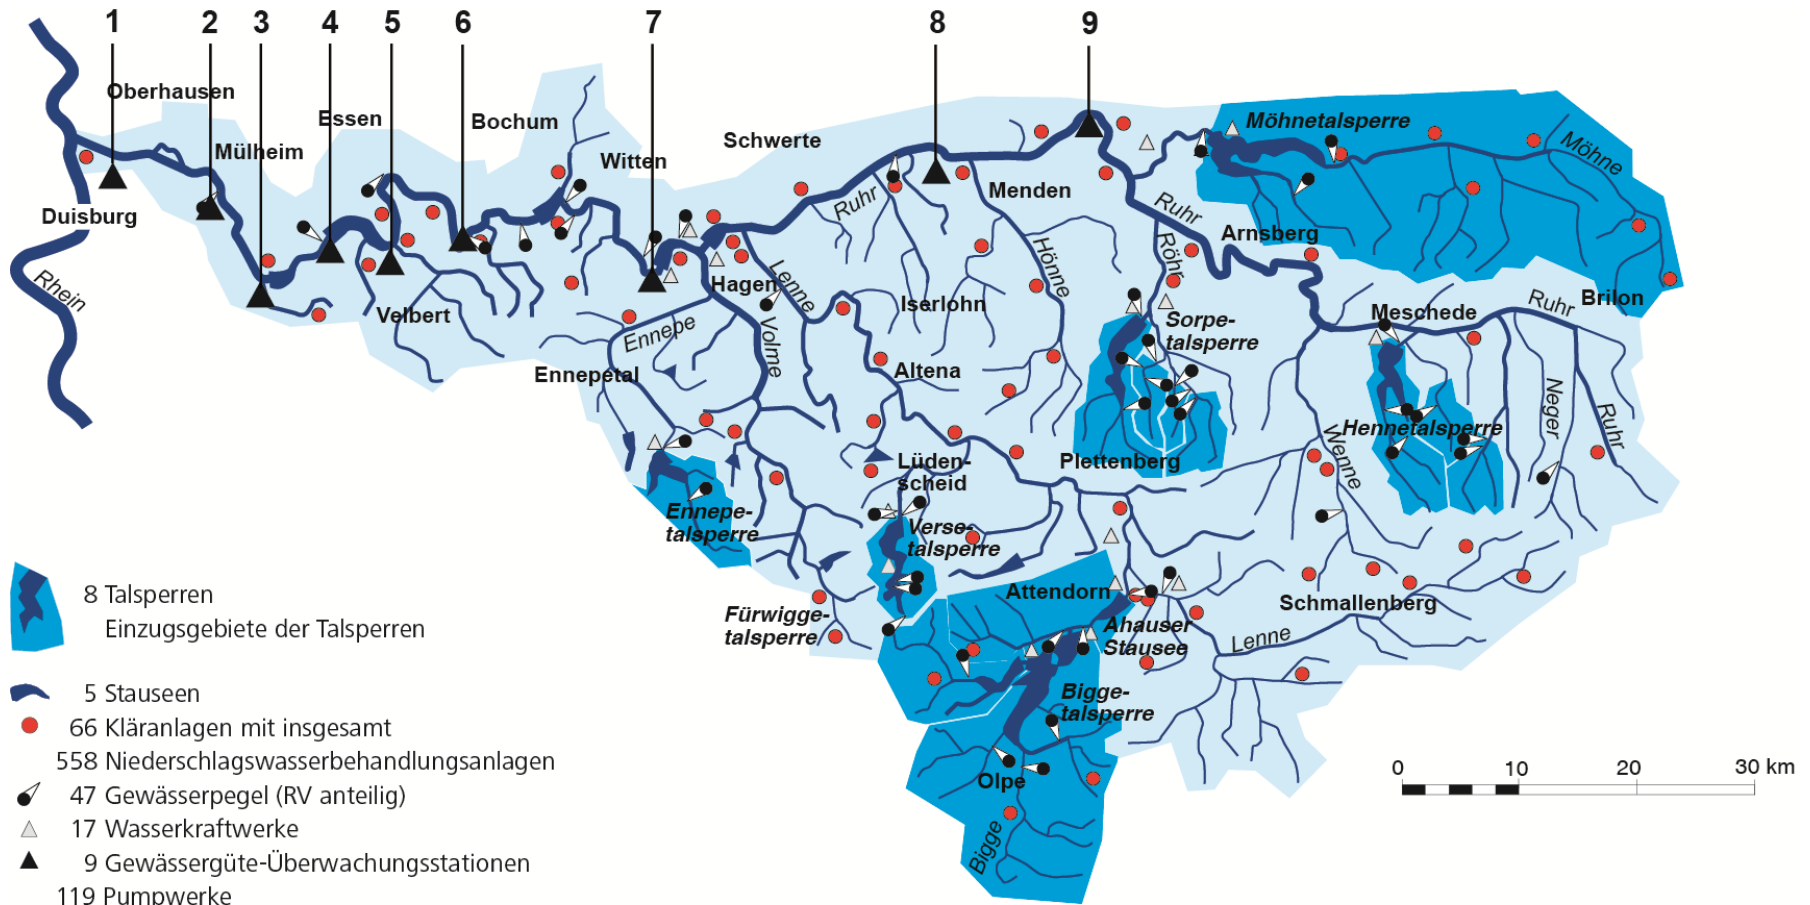 1 2 3 4 5 6 7 8 9
Oberhausen
Essen
Bochum
Mülheim
Witten
Schwerte
Möhnetalsperre
Möhne
Duisburg
Menden
Ruhr
Ruhr
Arnsberg
Rhein
Velbert
Hagen
Lenne
Iserlohn
Hönne
Röhr
Sorpe-
talsperre
Meschede
Ruhr
Brilon
Ennepe
Volme
Ennepetal
Altena
Plettenberg
Hennetalsperre
Wenne
Neger
Ruhr
Lüden-
scheid
Ennepe-
talsperre
Verse-
talsperre
Attendorn
Fürwigge-
talsperre
Ahauser
Stausee
Schmallenberg
Lenne
Bigge-
talsperre
Olpe
Bigge
8 Talsperren
Einzugsgebiete der Talsperren
5 Stauseen
66 Kläranlagen mit insgesamt
558 Niederschlagswasserbehandlungsanlagen
47 Gewässerpegel (RV anteilig)
17 Wasserkraftwerke
9 Gewässergüte-Überwachungsstationen
119 Pumpwerke
0 10 20 30 km